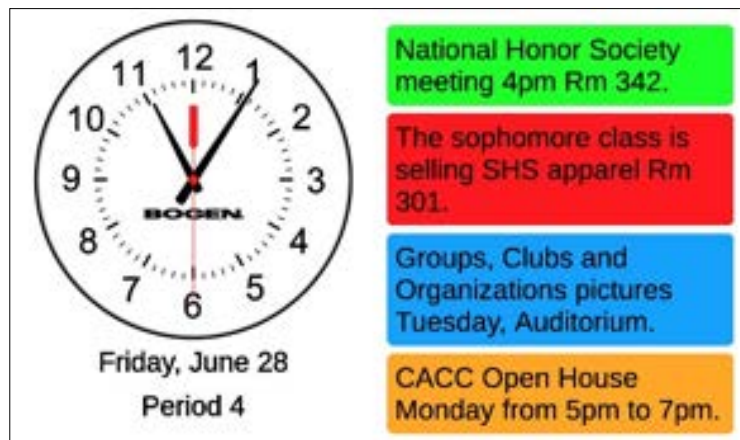 12
11
1
10
2
9
3
BOGEN
8
4
7
5
6
Friday, June 28
Period 4
National Honor Society
meeting 4pm Rm 342.
The sophomore class is
selling SHS apparel Rm
301.
Groups, Clubs and
Organizations pictures
Tuesday, Auditorium.
CACC Open House
Monday from 5pm to 7pm.